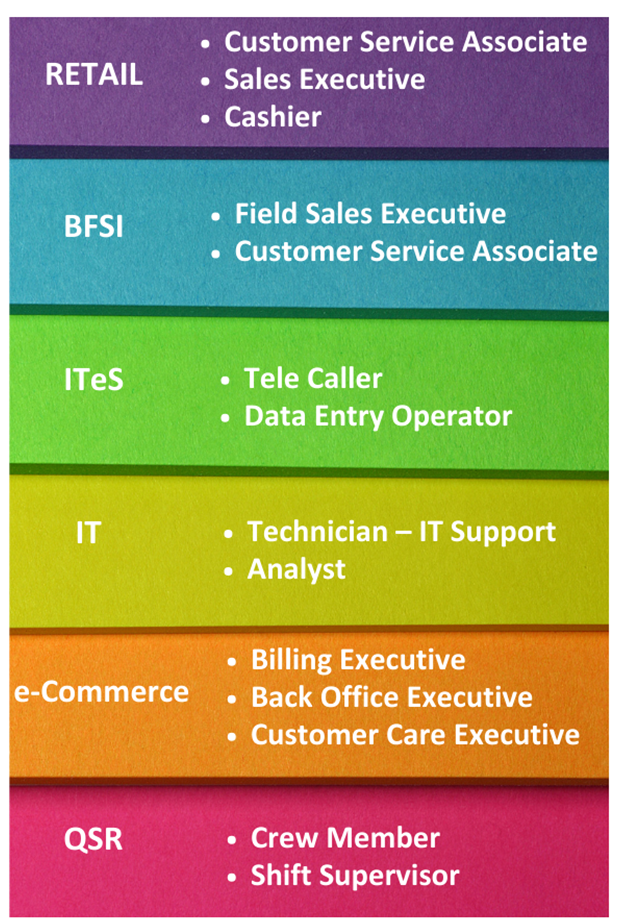 RETAIL
• Customer Service Associate
• Sales Executive
• Cashier
BFSI
• Field Sales Executive
• Customer Service Associate
ITeS
• Tele Caller
• Data Entry Operator
IT
• Technician – IT Support
• Analyst
e-Commerce
• Billing Executive
• Back Office Executive
• Customer Care Executive
QSR
• Crew Member
• Shift Supervisor